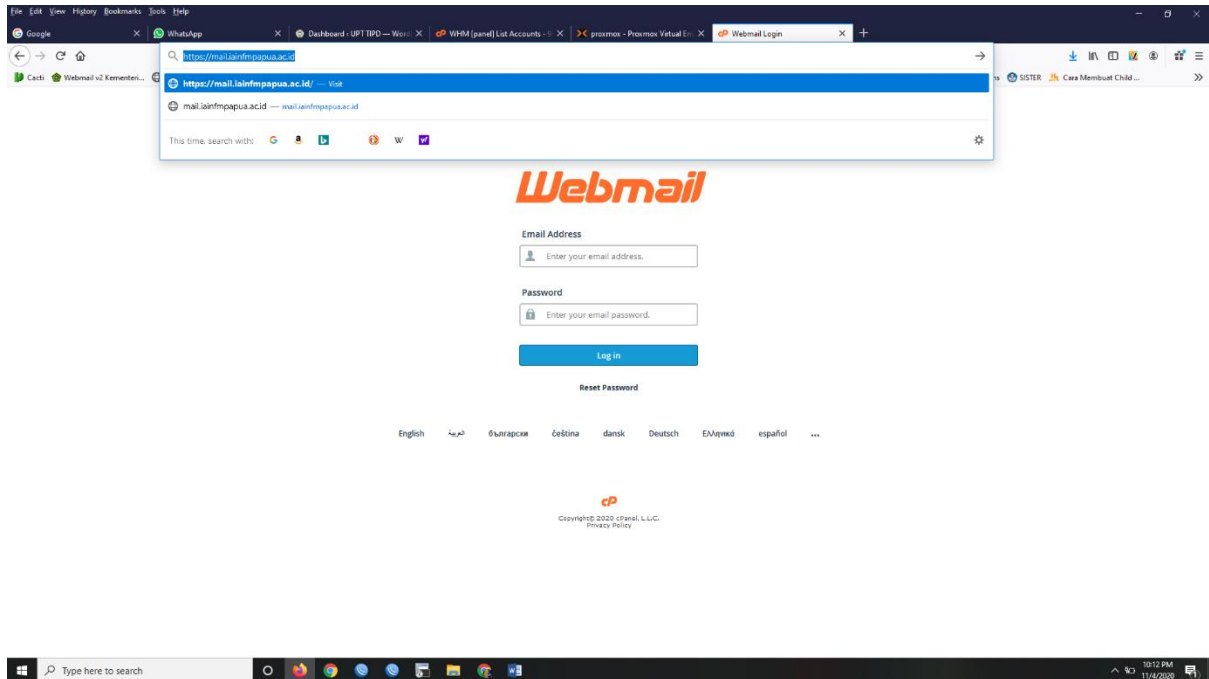 File Edit View History Bookmarks Tools Help
Google WhatsApp Dashboard ‹ UPT TIPD — Word WHM [panel] List Accounts - proxmox - Proxmox Virtual En Webmail Login
https://mail.iainfmpapua.ac.id
Cacti Webmail v2 Kementeri... SISTER Cara Membuat Child ...
https://mail.iainfmpapua.ac.id/ — Visit
mail.iainfmpapua.ac.id — mail.iainfmpapua.ac.id
This time, search with:
Webmail
Email Address
Enter your email address.
Password
Enter your email password.
Log in
Reset Password
English العربية български čeština dansk Deutsch Ελληνικά español ...
cP
Copyright© 2020 cPanel, L.L.C.
Privacy Policy
Type here to search
10:12 PM
11/4/2020